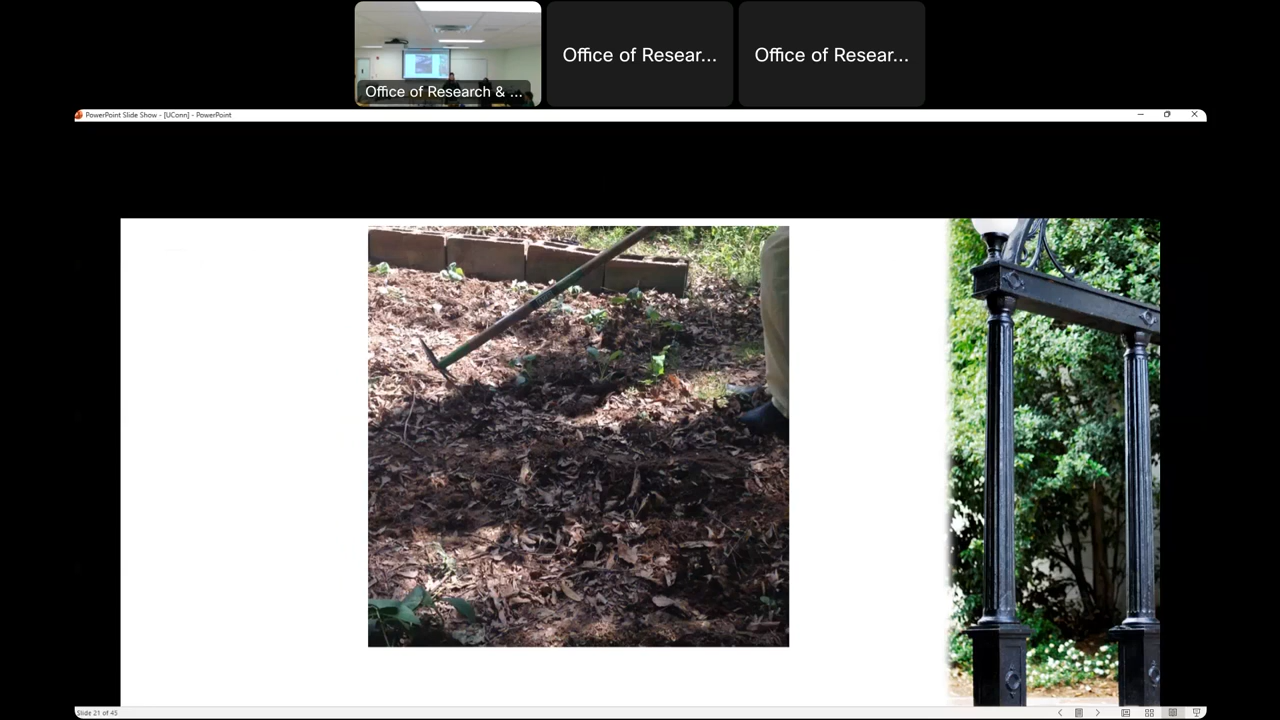 Office of Research & ...
Office of Resear...
Office of Resear...
PowerPoint Slide Show - [UConn] - PowerPoint
Slide 21 of 45